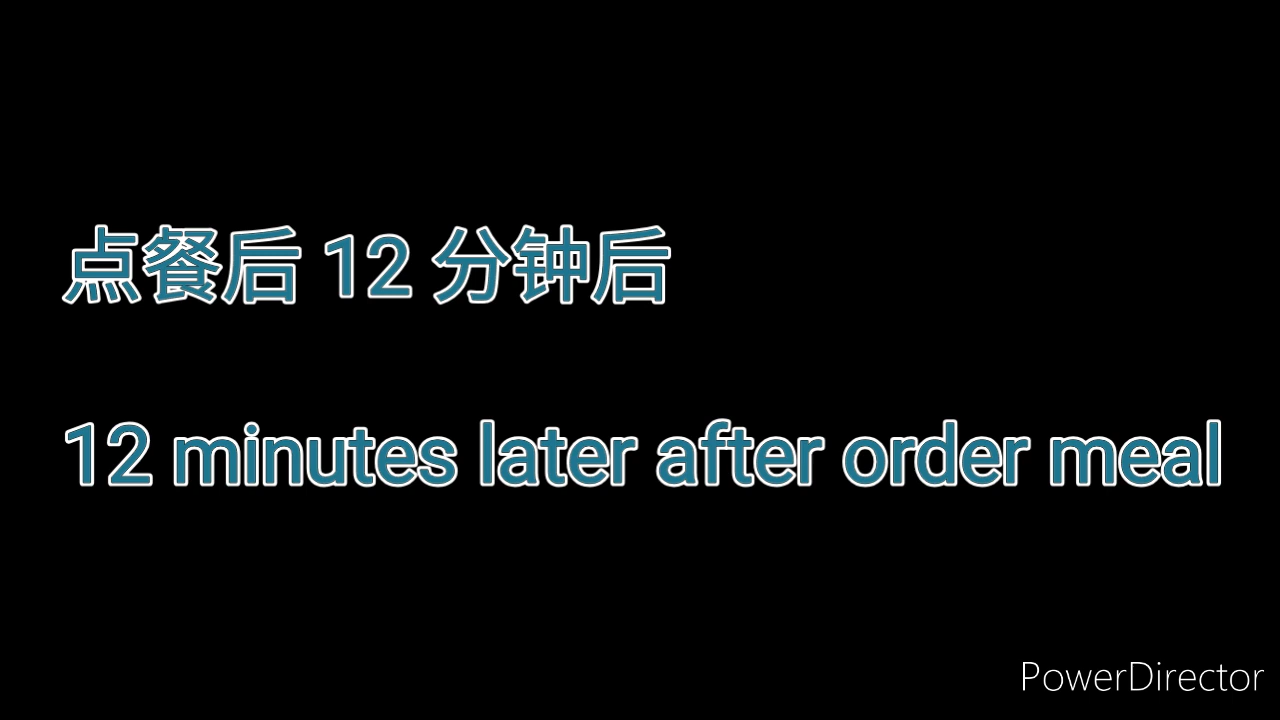 点餐后 12 分钟后
12 minutes later after order meal
PowerDirector